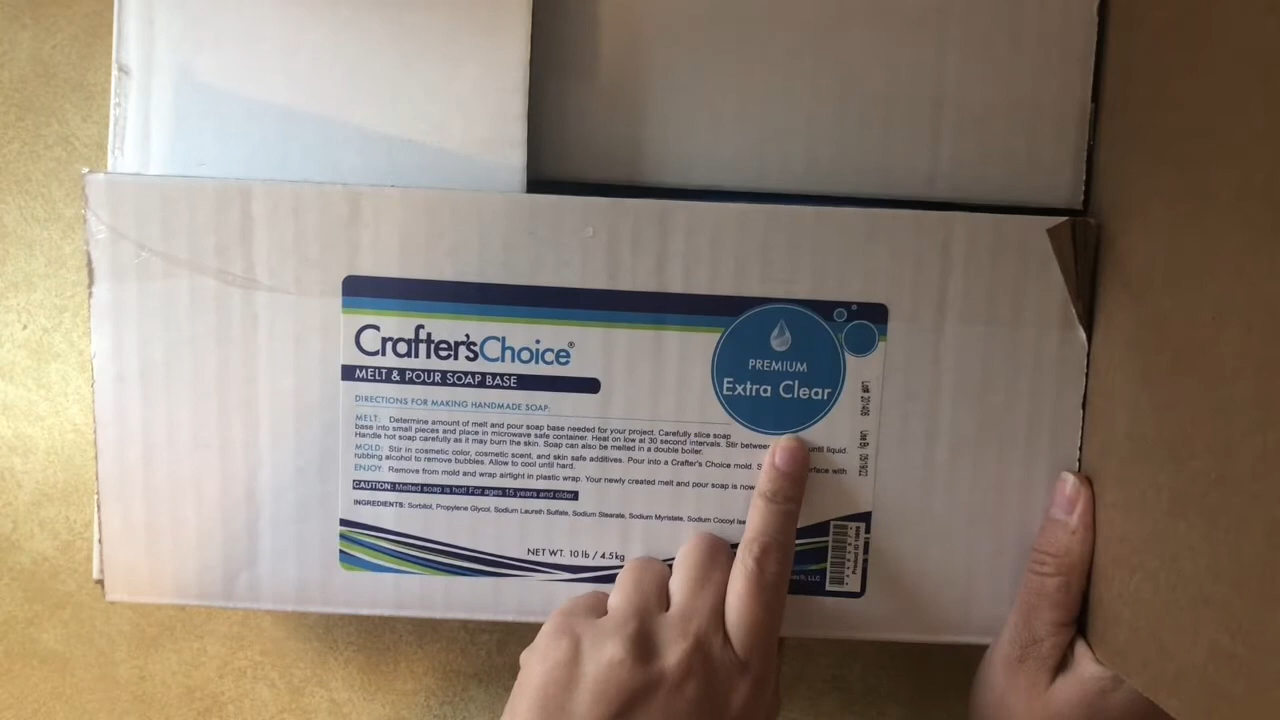 Crafter'sChoice®
MELT & POUR SOAP BASE
PREMIUM
Extra Clear
DIRECTIONS FOR MAKING HANDMADE SOAP:
MELT: Determine amount of melt and pour soap base needed for your project. Carefully slice soap
base into small pieces and place in microwave safe container. Heat on low at 30 second intervals. Stir between until liquid.
Handle hot soap carefully as it may burn the skin. Soap can also be melted in a double boiler.
MOLD: Stir in cosmetic color, cosmetic scent, and skin safe additives. Pour into a Crafter's Choice mold. with
rubbing alcohol to remove bubbles. Allow to cool until hard.
ENJOY: Remove from mold and wrap airtight in plastic wrap. Your newly created melt and pour soap is now
CAUTION: Melted soap is hot! For ages 15 years and older.
INGREDIENTS: Sorbitol, Propylene Glycol, Sodium Laureth Sulfate, Sodium Stearate, Sodium Myristate, Sodium Cocoyl
NET WT. 10 lb / 4.5kg
LLC
Lot# 201406 Use By
Product ID